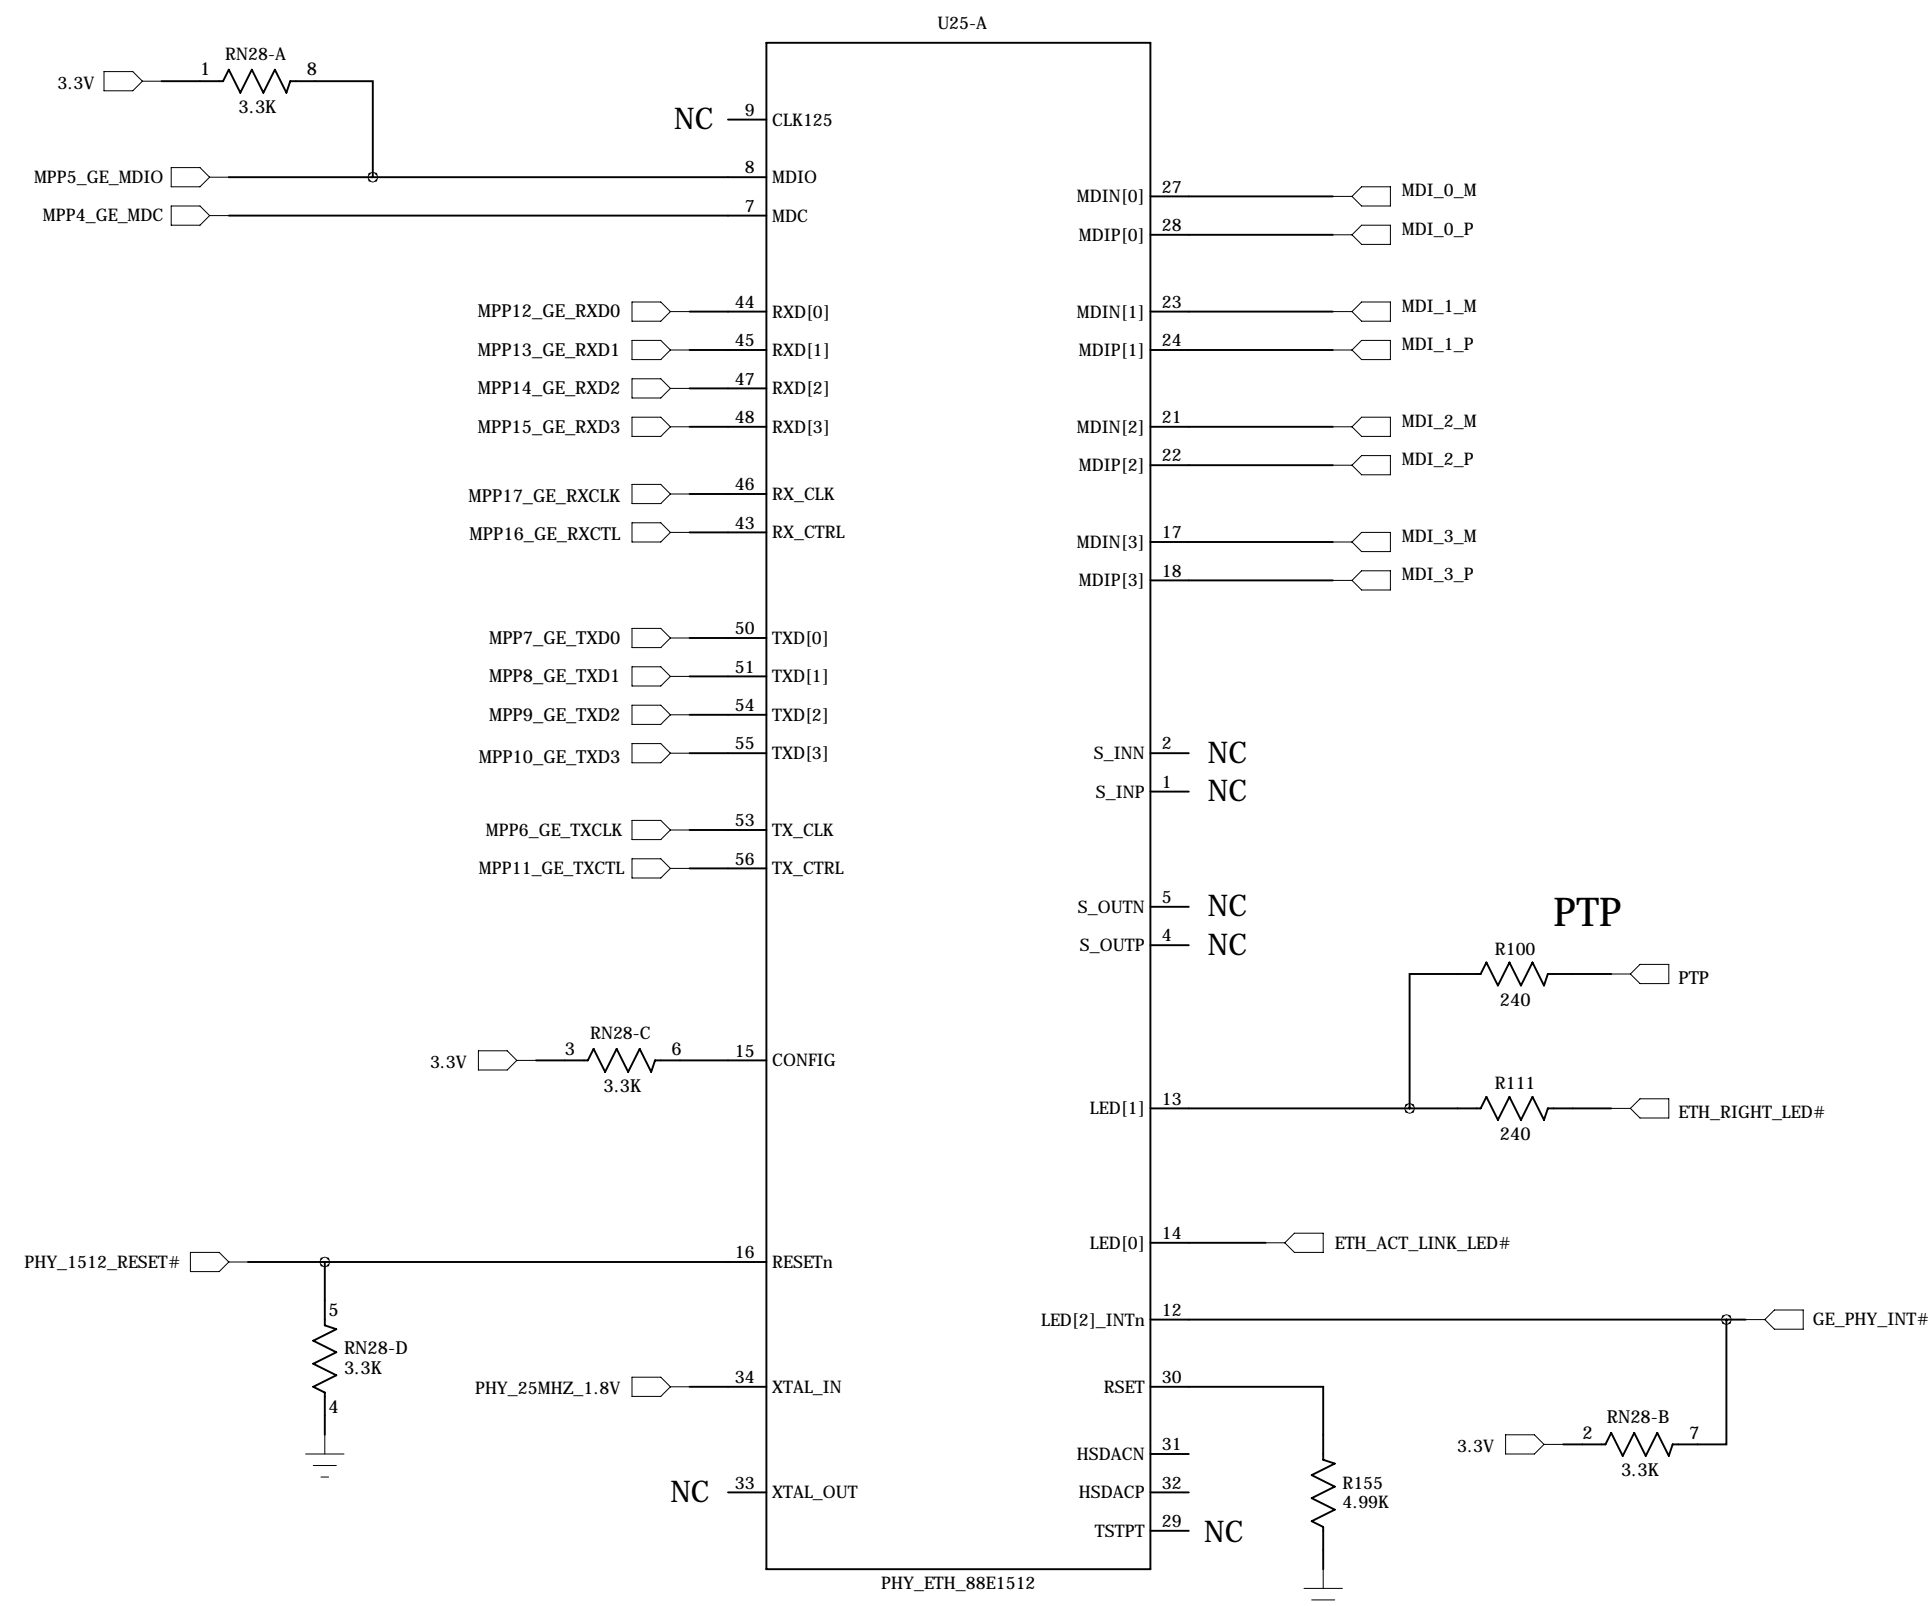 U25-A
RN28-A
3.3V 1 8
3.3K
NC 9 CLK125
MPP5_GE_MDIO 8 MDIO
MPP4_GE_MDC 7 MDC
MDIN[0] 27 MDI_0_M
MDIP[0] 28 MDI_0_P
MPP12_GE_RXD0 44 RXD[0]
MDIN[1] 23 MDI_1_M
MPP13_GE_RXD1 45 RXD[1]
MDIP[1] 24 MDI_1_P
MPP14_GE_RXD2 47 RXD[2]
MPP15_GE_RXD3 48 RXD[3]
MDIN[2] 21 MDI_2_M
MDIP[2] 22 MDI_2_P
MPP17_GE_RXCLK 46 RX_CLK
MPP16_GE_RXCTL 43 RX_CTRL
MDIN[3] 17 MDI_3_M
MDIP[3] 18 MDI_3_P
MPP7_GE_TXD0 50 TXD[0]
MPP8_GE_TXD1 51 TXD[1]
MPP9_GE_TXD2 54 TXD[2]
MPP10_GE_TXD3 55 TXD[3]
S_INN 2 NC
S_INP 1 NC
MPP6_GE_TXCLK 53 TX_CLK
MPP11_GE_TXCTL 56 TX_CTRL
S_OUTN 5 NC
S_OUTP 4 NC
PTP
R100
PTP
240
RN28-C
3.3V 3 6 15 CONFIG
3.3K
R111
LED[1] 13 ETH_RIGHT_LED#
240
PHY_1512_RESET# 16 RESETn
LED[0] 14 ETH_ACT_LINK_LED#
5
RN28-D
3.3K
4
LED[2]_INTn 12 GE_PHY_INT#
PHY_25MHZ_1.8V 34 XTAL_IN
RSET 30
RN28-B
3.3V 2 7
3.3K
HSDACN 31
NC 33 XTAL_OUT
HSDACP 32
R155
4.99K
TSTPT 29 NC
PHY_ETH_88E1512